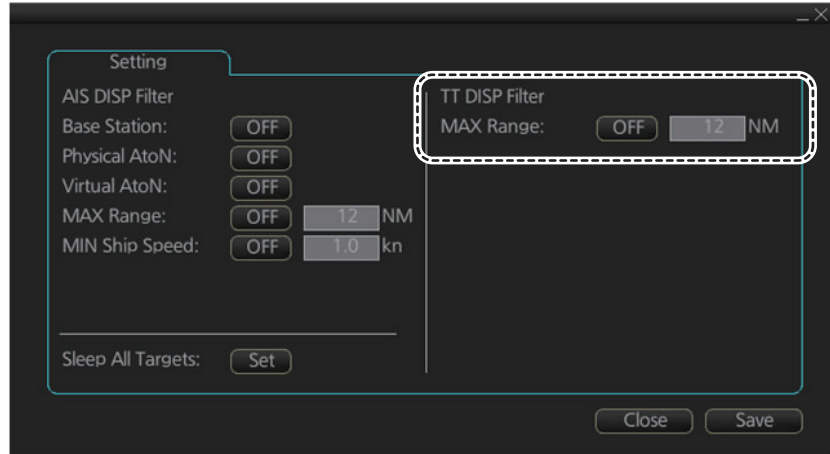 Setting
AIS DISP Filter
Base Station: OFF
Physical AtoN: OFF
Virtual AtoN: OFF
MAX Range: OFF 12 NM
MIN Ship Speed: OFF 1.0 kn
Sleep All Targets: Set
TT DISP Filter
MAX Range: OFF 12 NM
Close Save